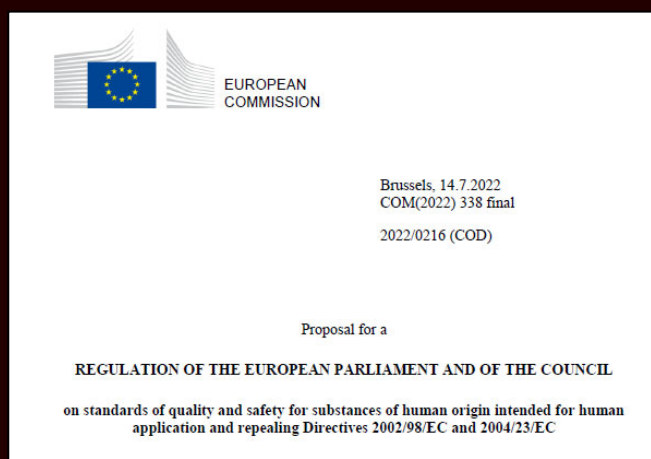 EUROPEAN
COMMISSION
Brussels, 14.7.2022
COM(2022) 338 final
2022/0216 (COD)
Proposal for a
REGULATION OF THE EUROPEAN PARLIAMENT AND OF THE COUNCIL
on standards of quality and safety for substances of human origin intended for human
application and repealing Directives 2002/98/EC and 2004/23/EC